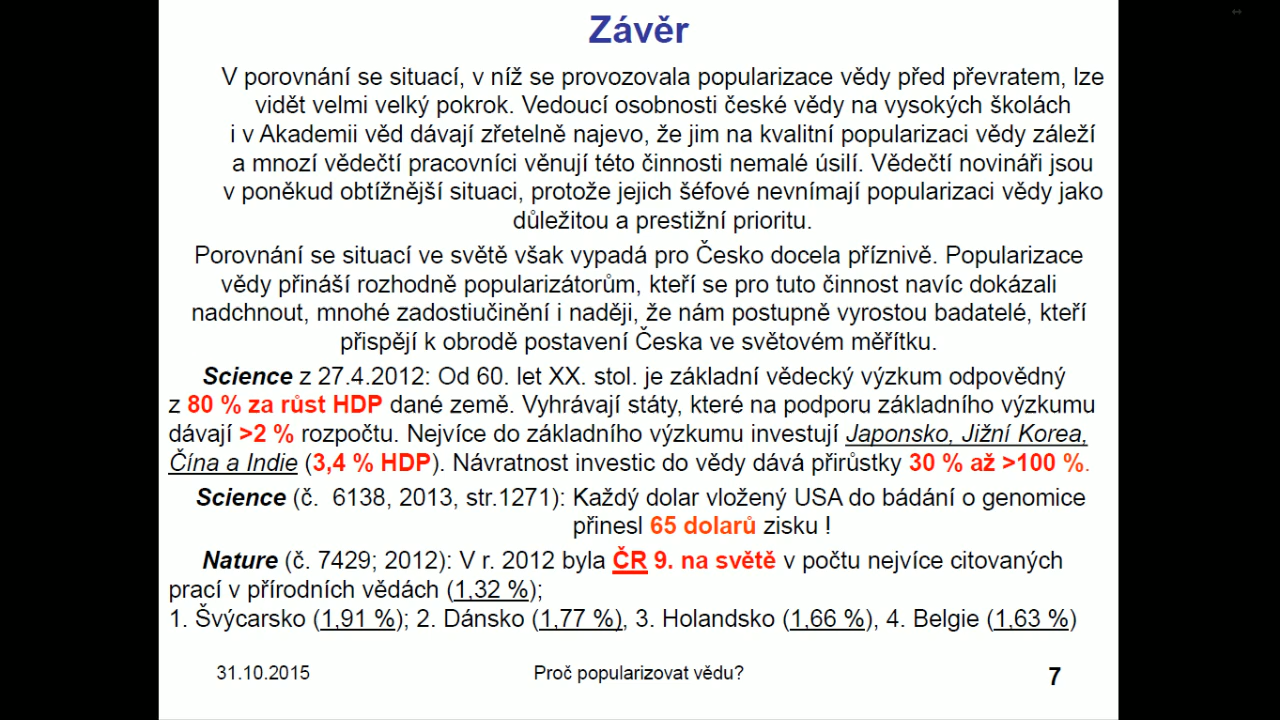 Závěr
V porovnání se situací, v níž se provozovala popularizace vědy před převratem, lze
vidět velmi velký pokrok. Vedoucí osobnosti české vědy na vysokých školách
i v Akademii věd dávají zřetelně najevo, že jim na kvalitní popularizaci vědy záleží
a mnozí vědečtí pracovníci věnují této činnosti nemalé úsilí. Vědečtí novináři jsou
v poněkud obtížnější situaci, protože jejich šéfové nevnímají popularizaci vědy jako
důležitou a prestižní prioritu.
Porovnání se situací ve světě však vypadá pro Česko docela příznivě. Popularizace
vědy přináší rozhodně popularizátorům, kteří se pro tuto činnost navíc dokázali
nadchnout, mnohé zadostiučinění i naději, že nám postupně vyrostou badatelé, kteří
přispějí k obrodě postavení Česka ve světovém měřítku.
Science z 27.4.2012: Od 60. let XX. stol. je základní vědecký výzkum odpovědný
z 80 % za růst HDP dané země. Vyhrávají státy, které na podporu základního výzkumu
dávají >2 % rozpočtu. Nejvíce do základního výzkumu investují Japonsko, Jižní Korea,
Čína a Indie (3,4 % HDP). Návratnost investic do vědy dává přirůstky 30 % až >100 %.
Science (č. 6138, 2013, str.1271): Každý dolar vložený USA do bádání o genomice
přinesl 65 dolarů zisku !
Nature (č. 7429; 2012): V r. 2012 byla ČR 9. na světě v počtu nejvíce citovaných
prací v přírodních vědách (1,32 %);
1. Švýcarsko (1,91 %); 2. Dánsko (1,77 %), 3. Holandsko (1,66 %), 4. Belgie (1,63 %)
31.10.2015
Proč popularizovat vědu?
7